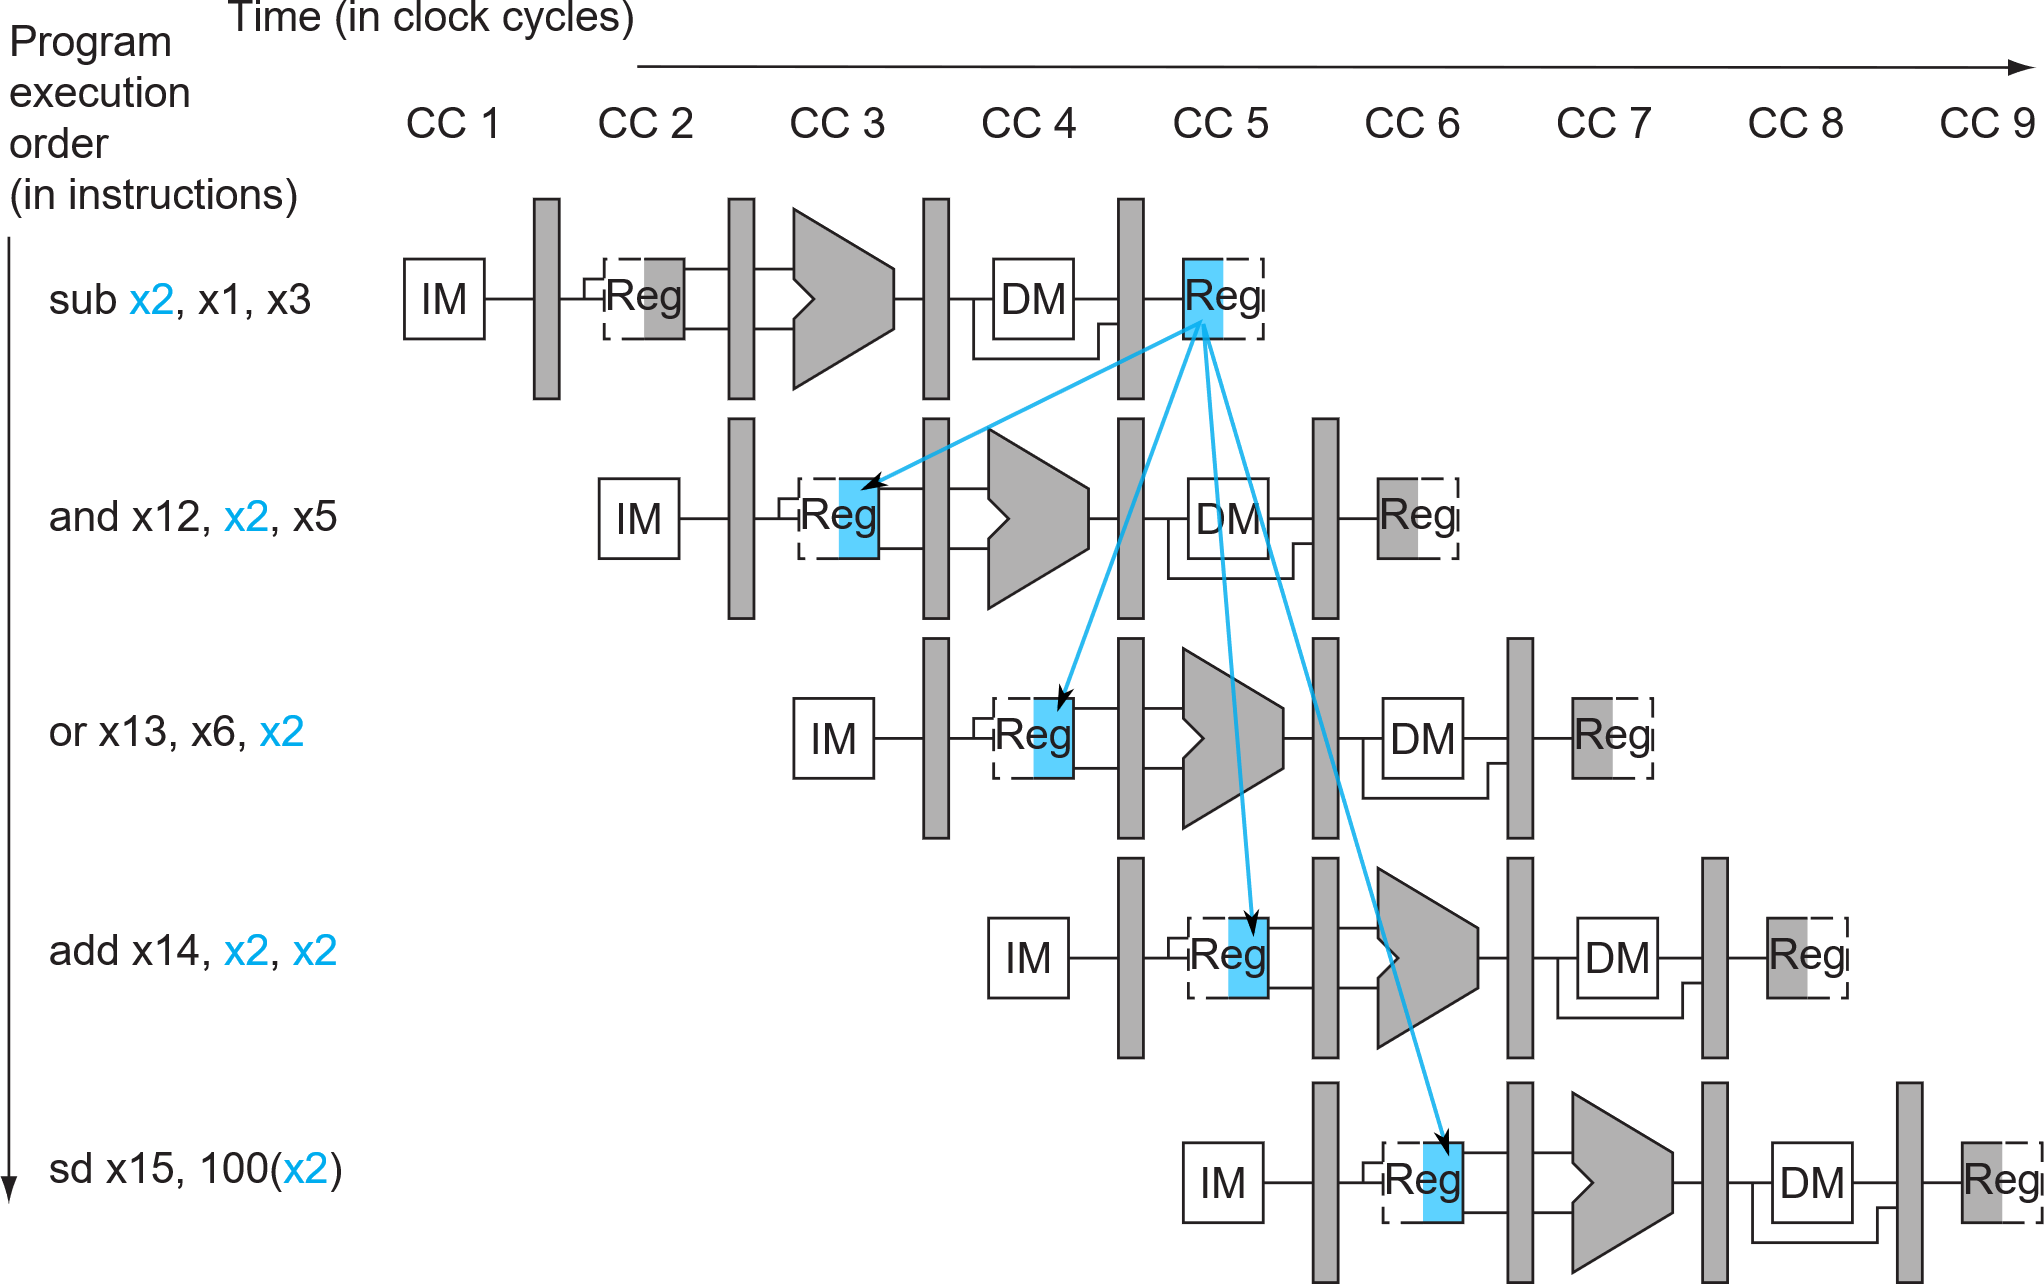 Time (in clock cycles)
Program
execution
order
(in instructions)
CC 1 CC 2 CC 3 CC 4 CC 5 CC 6 CC 7 CC 8 CC 9
sub x2, x1, x3
IM Reg DM Reg
and x12, x2, x5
IM Reg DM Reg
or x13, x6, x2
IM Reg DM Reg
add x14, x2, x2
IM Reg DM Reg
sd x15, 100(x2)
IM Reg DM Reg